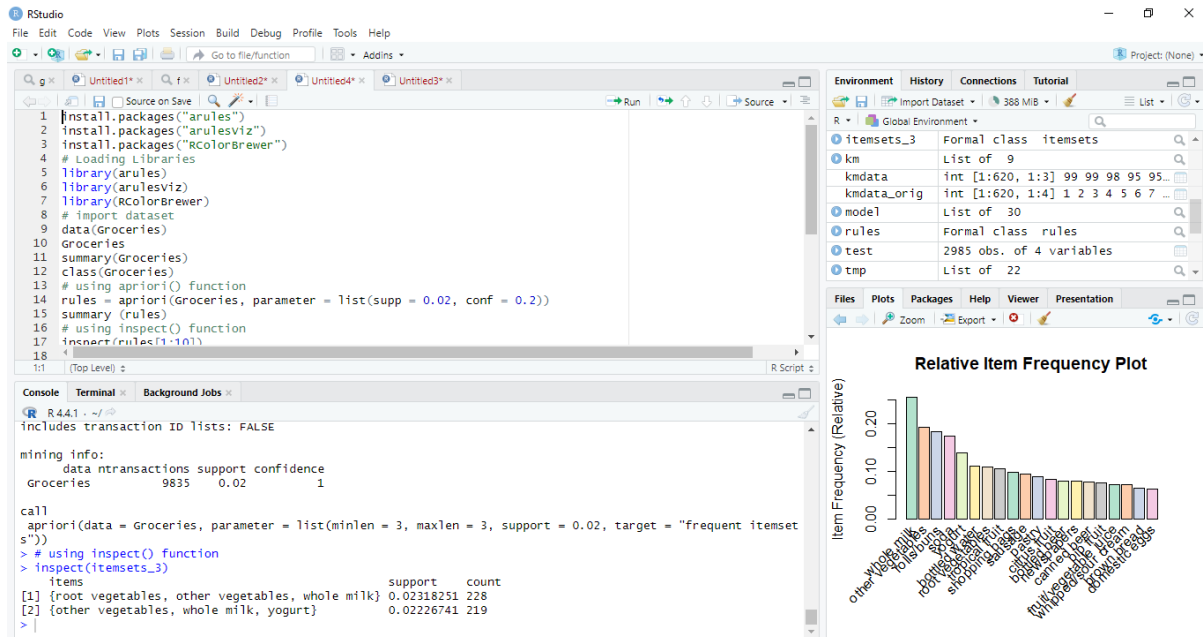 RStudio
File Edit Code View Plots Session Build Debug Profile Tools Help
Go to file/function Addins Project: (None)
g Untitled1* f Untitled2* Untitled4* Untitled3*
Source on Save Run Source
1 install.packages("arules")
2 install.packages("arulesViz")
3 install.packages("RColorBrewer")
4 # Loading Libraries
5 library(arules)
6 library(arulesViz)
7 library(RColorBrewer)
8 # import dataset
9 data(Groceries)
10 Groceries
11 summary(Groceries)
12 class(Groceries)
13 # using apriori() function
14 rules = apriori(Groceries, parameter = list(supp = 0.02, conf = 0.2))
15 summary (rules)
16 # using inspect() function
17 inspect(rules[1:10])
18
1:1 (Top Level) R Script
Console Terminal Background Jobs
R 4.4.1 · ~/
includes transaction ID lists: FALSE
mining info:
data ntransactions support confidence
Groceries 9835 0.02 1
call
apriori(data = Groceries, parameter = list(minlen = 3, maxlen = 3, support = 0.02, target = "frequent itemset
s"))
> # using inspect() function
> inspect(itemsets_3)
items support count
[1] {root vegetables, other vegetables, whole milk} 0.02318251 228
[2] {other vegetables, whole milk, yogurt} 0.02226741 219
>
Environment History Connections Tutorial
Import Dataset 388 MiB List
R Global Environment
itemsets_3 Formal class itemsets
km List of 9
kmdata int [1:620, 1:3] 99 99 98 95 95…
kmdata_orig int [1:620, 1:4] 1 2 3 4 5 6 7 …
model List of 30
rules Formal class rules
test 2985 obs. of 4 variables
tmp List of 22
Files Plots Packages Help Viewer Presentation
Zoom Export
Relative Item Frequency Plot
Item Frequency (Relative)
0.20
0.10
0.00
whole milk
other vegetables
rolls/buns
soda
yogurt
bottled water
root vegetables
tropical fruit
shopping bags
sausage
pastry
citrus fruit
bottled beer
newspapers
canned beer
pip fruit
fruit/vegetable juice
whipped/sour cream
brown bread
domestic eggs